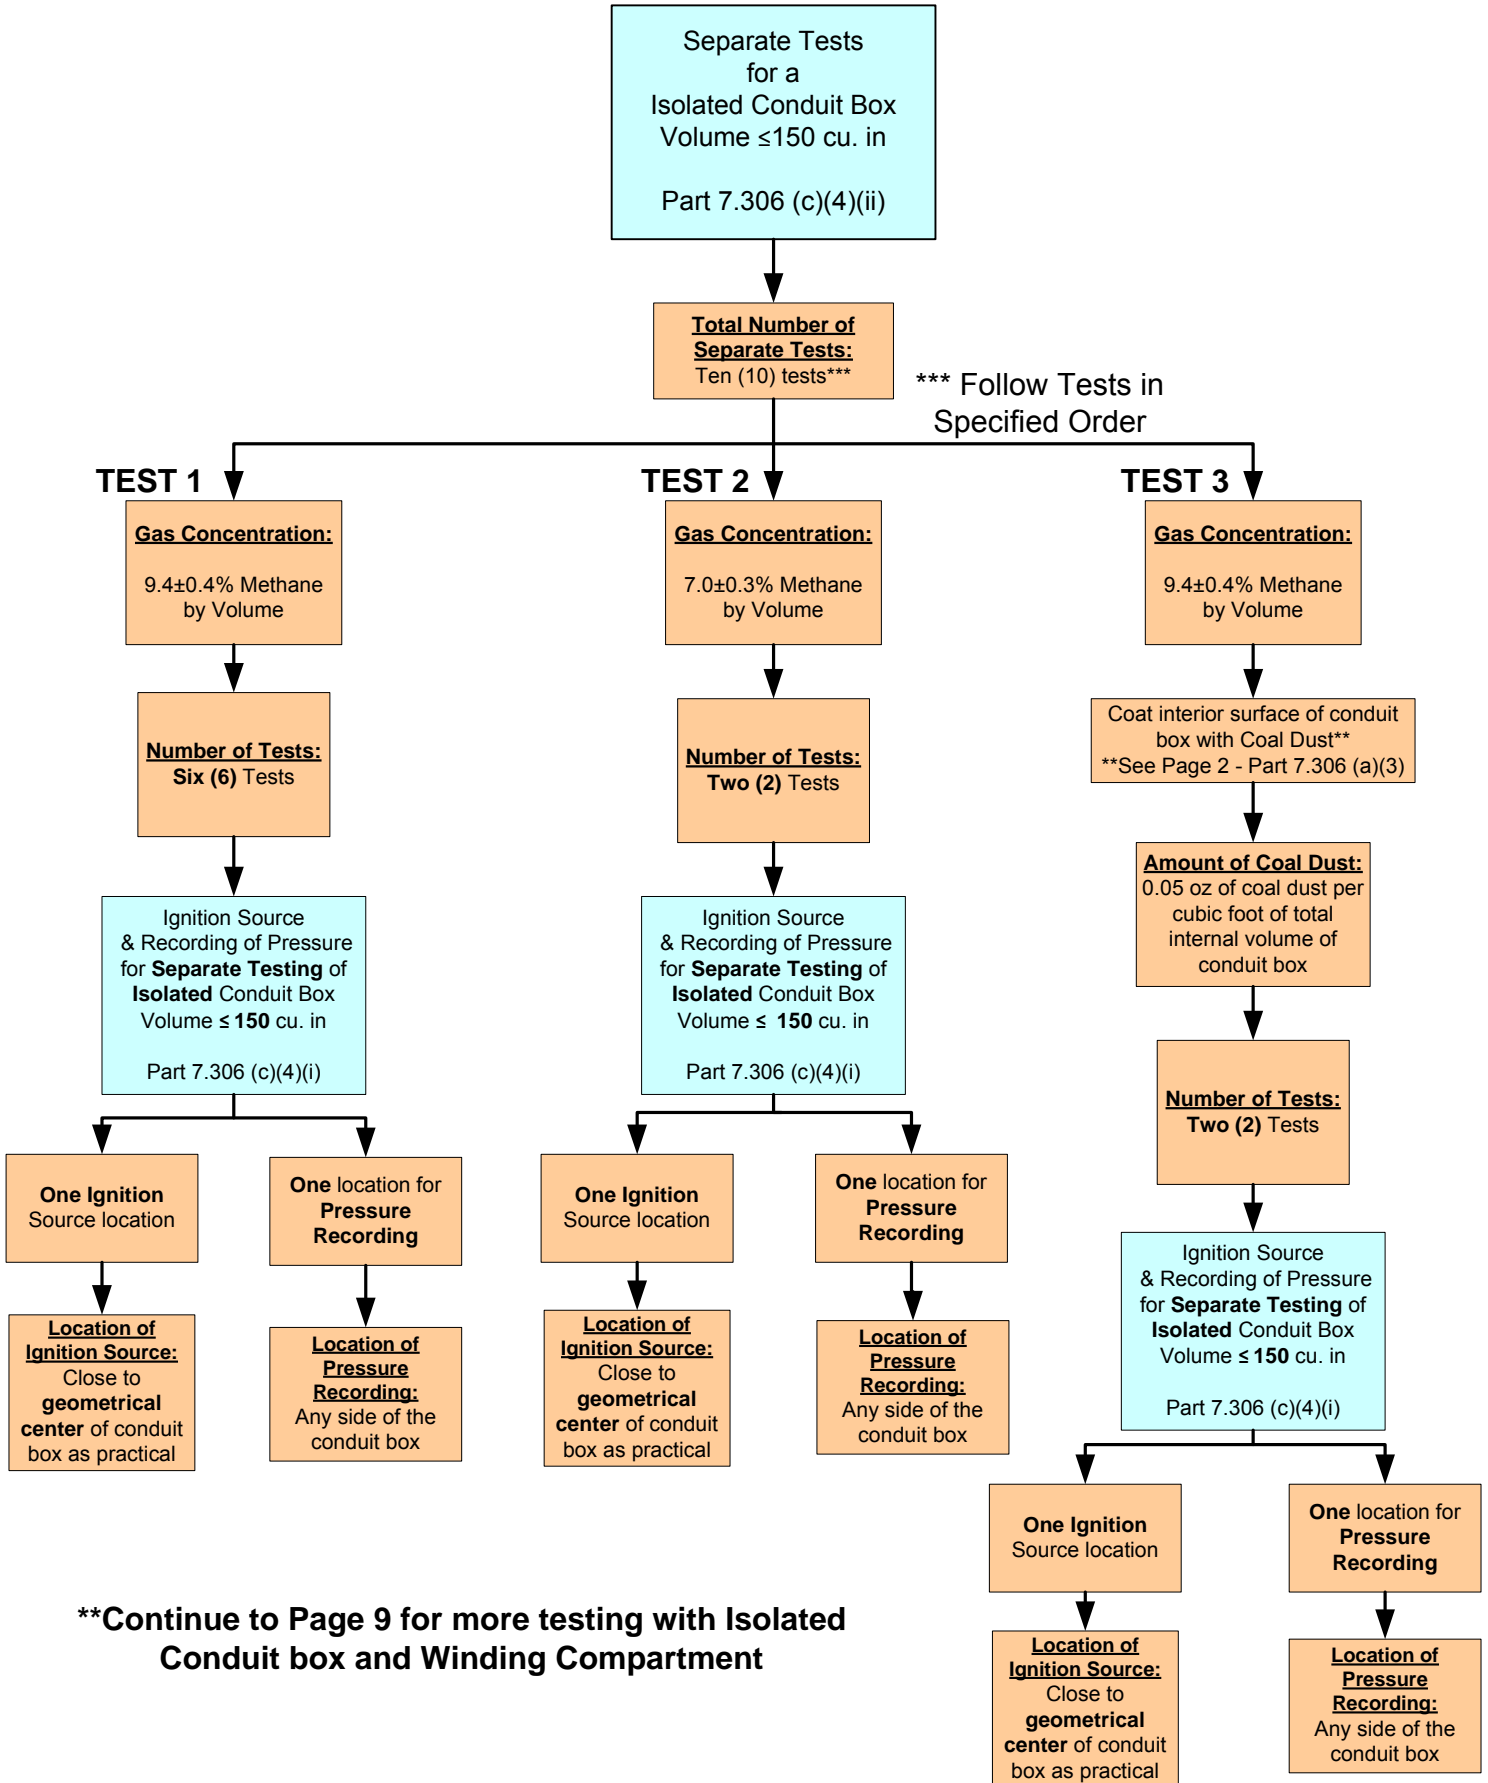 Separate Tests
for a
Isolated Conduit Box
Volume ≤150 cu. in
Part 7.306 (c)(4)(ii)
Total Number of
Separate Tests:
Ten (10) tests***
*** Follow Tests in
Specified Order
TEST 1
Gas Concentration:
9.4±0.4% Methane
by Volume
Number of Tests:
Six (6) Tests
Ignition Source
& Recording of Pressure
for Separate Testing of
Isolated Conduit Box
Volume ≤ 150 cu. in
Part 7.306 (c)(4)(i)
One Ignition
Source location
Location of
Ignition Source:
Close to
geometrical
center of conduit
box as practical
One location for
Pressure
Recording
Location of
Pressure
Recording:
Any side of the
conduit box
TEST 2
Gas Concentration:
7.0±0.3% Methane
by Volume
Number of Tests:
Two (2) Tests
Ignition Source
& Recording of Pressure
for Separate Testing of
Isolated Conduit Box
Volume ≤ 150 cu. in
Part 7.306 (c)(4)(i)
One Ignition
Source location
Location of
Ignition Source:
Close to
geometrical
center of conduit
box as practical
One location for
Pressure
Recording
Location of
Pressure
Recording:
Any side of the
conduit box
TEST 3
Gas Concentration:
9.4±0.4% Methane
by Volume
Coat interior surface of conduit
box with Coal Dust**
**See Page 2 - Part 7.306 (a)(3)
Amount of Coal Dust:
0.05 oz of coal dust per
cubic foot of total
internal volume of
conduit box
Number of Tests:
Two (2) Tests
Ignition Source
& Recording of Pressure
for Separate Testing of
Isolated Conduit Box
Volume ≤ 150 cu. in
Part 7.306 (c)(4)(i)
One Ignition
Source location
Location of
Ignition Source:
Close to
geometrical
center of conduit
box as practical
One location for
Pressure
Recording
Location of
Pressure
Recording:
Any side of the
conduit box
**Continue to Page 9 for more testing with Isolated
Conduit box and Winding Compartment